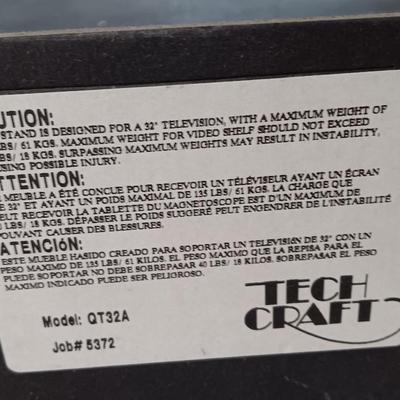 UTION:
STAND IS DESIGNED FOR A 32" TELEVISION, WITH A MAXIMUM WEIGHT OF
LBS/ 61 KGS. MAXIMUM WEIGHT FOR VIDEO SHELF SHOULD NOT EXCEED
LBS/ 18 KGS. SURPASSING MAXIMUM WEIGHTS MAY RESULT IN INSTABILITY,
USING POSSIBLE INJURY.
TTENTION:
MEUBLE A ÉTÉ CONCUE POUR RECEVOIR UN TÉLÉVISEUR AYANT UN ÉCRAN
E 32" ET AYANT UN POIDS MAXIMAL DE 135 LBS/ 61 KGS. LA CHARGE QUE
PEUT RECEVOIR LA TABLETTE DU MAGNETOSCOPE EST D'UN MAXIMUM DE
0 LBS/ 18 KGS. DÉPASSER LE POIDS SUGGERÉ PEUT ENGENDRER DE L'INSTABILITÉ
POUVANT CAUSER DES BLESSURES.
ATENCIÓN:
ESTE MUEBLE HASIDO CREADO PARA SOPORTAR UN TELEVISIÓN DE 32" CON UN
PESO MAXIMO DE 135 LBS/ 61 KILOS. EL PESO MAXIMO QUE LA REPISA PARA EL
PUEDE SOPORTAR NO DEBE SOBREPASAR 40 LBS/ 18 KILOS. SOBREPASAR EL PESO
MAXIMO INDICADO PUEDE SER PELIGROSO.
TECH
CRAFT
Model: QT32A
Job# 5372